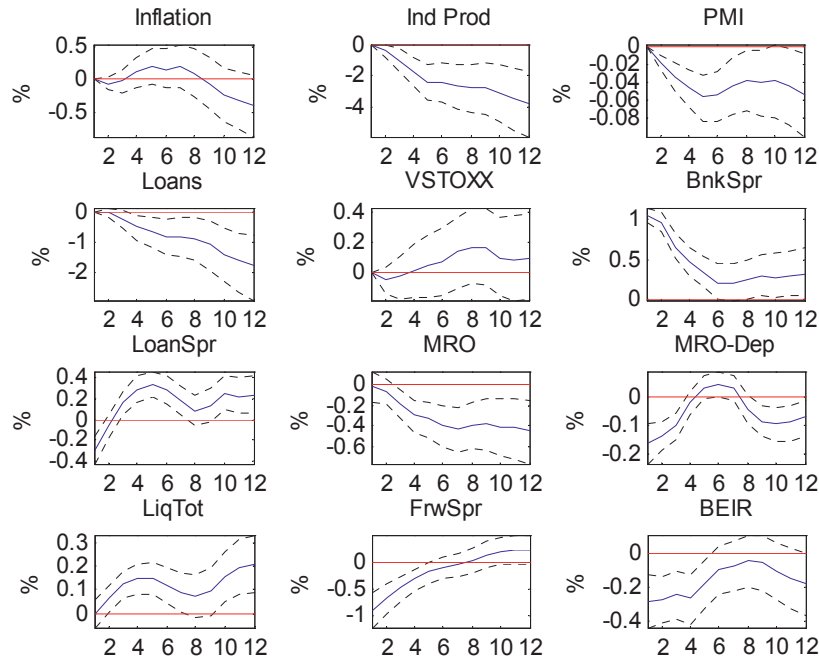 Inflation Ind Prod PMI
0.5 0 -0.5 % 2 4 6 8 10 12
0 -2 -4 % 2 4 6 8 10 12
0 -0.02 -0.04 -0.06 -0.08 % 2 4 6 8 10 12
Loans VSTOXX BnkSpr
0 -1 -2 % 2 4 6 8 10 12
0.4 0.2 0 % 2 4 6 8 10 12
1 0.5 0 % 2 4 6 8 10 12
LoanSpr MRO MRO-Dep
0.4 0.2 0 -0.2 -0.4 % 2 4 6 8 10 12
0 -0.2 -0.4 -0.6 % 2 4 6 8 10 12
0 -0.1 -0.2 % 2 4 6 8 10 12
LiqTot FrwSpr BEIR
0.3 0.2 0.1 0 % 2 4 6 8 10 12
0 -0.5 -1 % 2 4 6 8 10 12
0 -0.2 -0.4 % 2 4 6 8 10 12